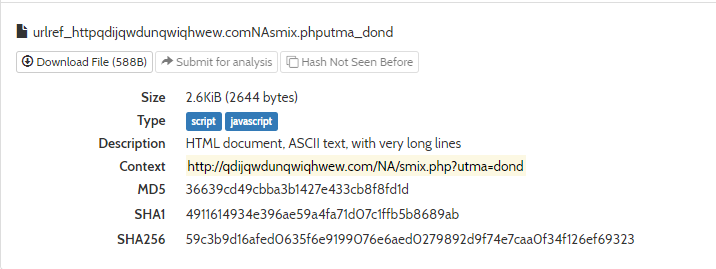 urlref_httpqdijqwdunqwiqhwew.comNAsmix.phputma_dond
Download File (588B) Submit for analysis Hash Not Seen Before
Size 2.6KiB (2644 bytes)
Type script javascript
Description HTML document, ASCII text, with very long lines
Context http://qdijqwdunqwiqhwew.com/NA/smix.php?utma=dond
MD5 36639cd49cbba3b1427e433cb8f8fd1d
SHA1 4911614934e396ae59a4fa71d07c1ffb5b8689ab
SHA256 59c3b9d16afed0635f6e9199076e6aed0279892d9f74e7caa0f34f126ef69323